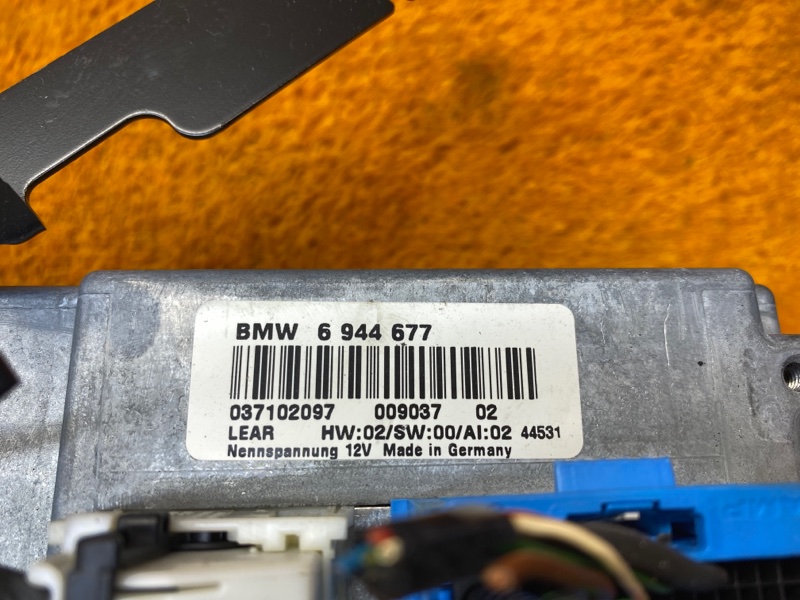 BMW 6 944 677
037102097 009037 02
LEAR HW:02/SW:00/AI:02 44531
Nennspannung 12V Made in Germany